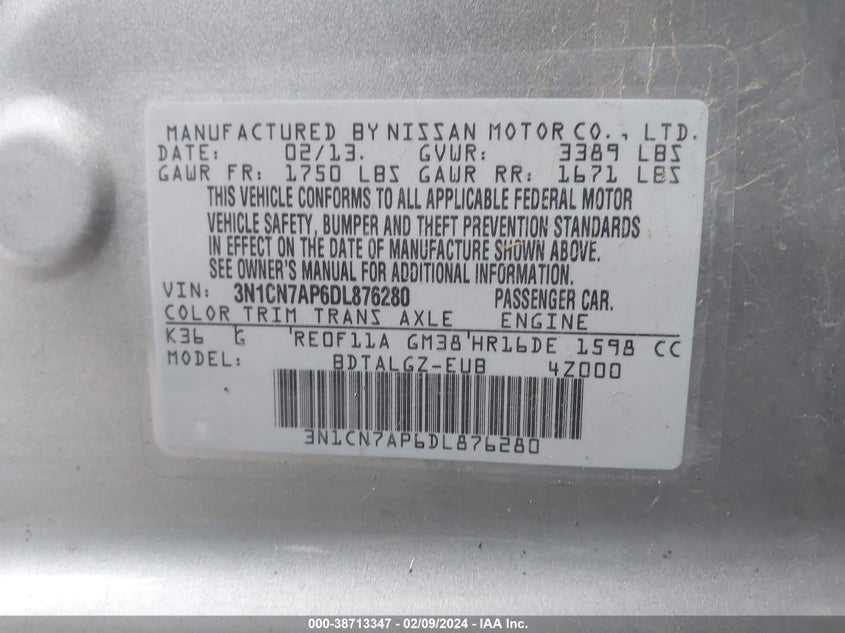 MANUFACTURED BY NISSAN MOTOR CO., LTD.
DATE: 02/13. GVWR: 3389 LBS
GAWR FR: 1750 LBS GAWR RR: 1671 LBS
THIS VEHICLE CONFORMS TO ALL APPLICABLE FEDERAL MOTOR
VEHICLE SAFETY, BUMPER AND THEFT PREVENTION STANDARDS
IN EFFECT ON THE DATE OF MANUFACTURE SHOWN ABOVE.
SEE OWNER'S MANUAL FOR ADDITIONAL INFORMATION.
VIN: 3N1CN7AP6DL876280 PASSENGER CAR.
COLOR TRIM TRANS AXLE ENGINE
K36 G RE0F11A GM38 HR16DE 1598 CC
MODEL: BDTALGZ-EUB 4Z000
3N1CN7AP6DL876280
000-38713347 - 02/09/2024 - IAA Inc.